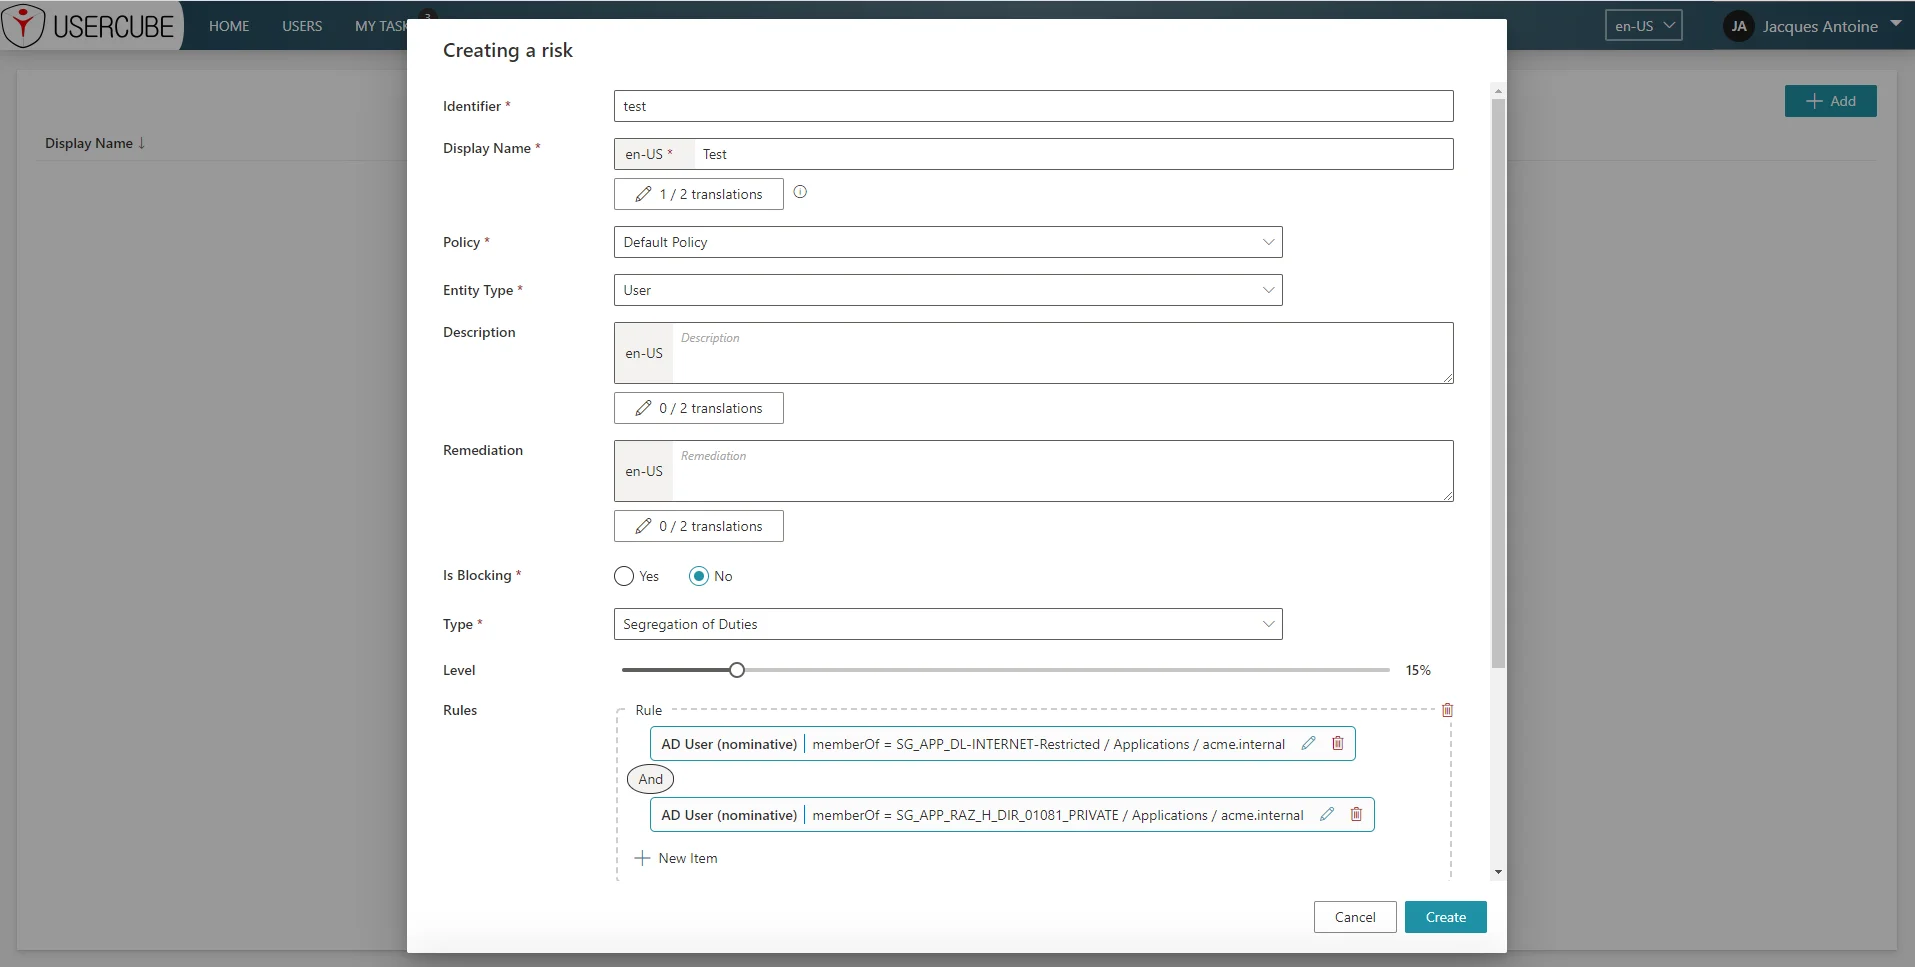 USERCUBE
HOME
USERS
MY TASK
3
en-US
JA
Jacques Antoine
Add
Display Name ↓
Creating a risk
Identifier *
test
Display Name *
en-US * Test
1 / 2 translations
Policy *
Default Policy
Entity Type *
User
Description
en-US
Description
0 / 2 translations
Remediation
en-US
Remediation
0 / 2 translations
Is Blocking *
Yes
No
Type *
Segregation of Duties
Level
15%
Rules
Rule
AD User (nominative) | memberOf = SG_APP_DL-INTERNET-Restricted / Applications / acme.internal
And
AD User (nominative) | memberOf = SG_APP_RAZ_H_DIR_01081_PRIVATE / Applications / acme.internal
New Item
Cancel
Create